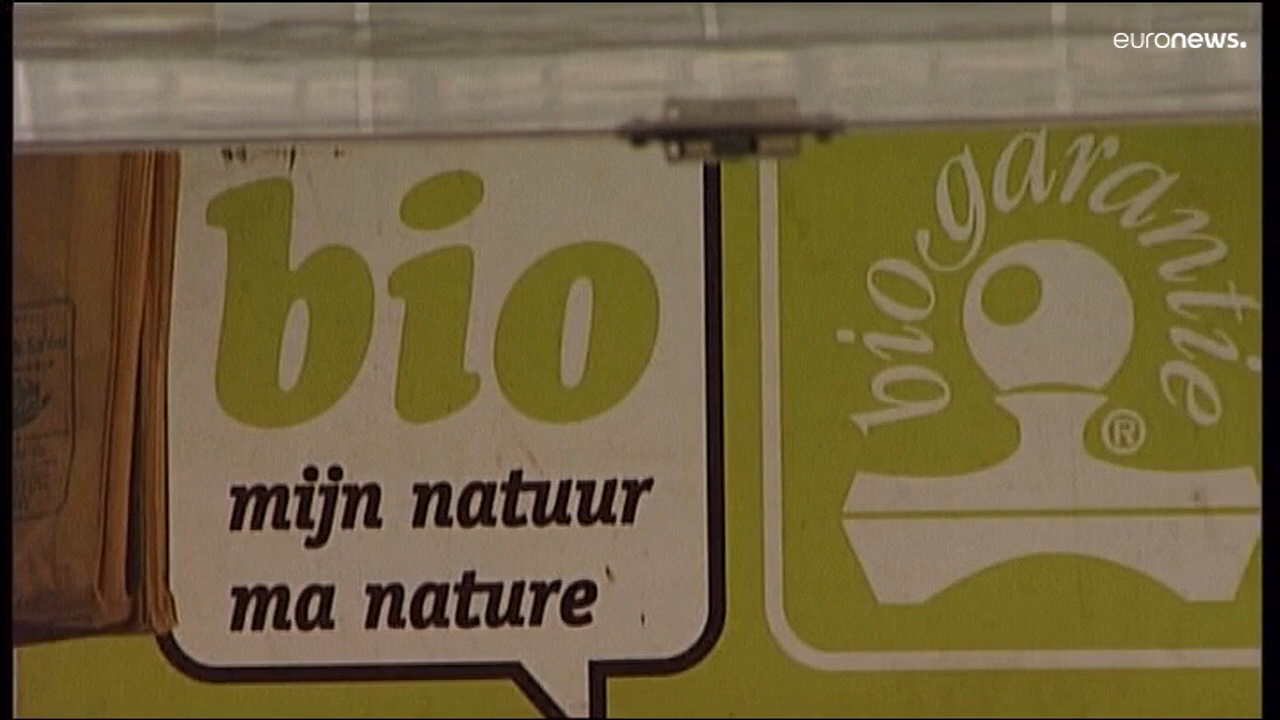 euronews.
bio
mijn natuur
ma nature
biogarantie
®